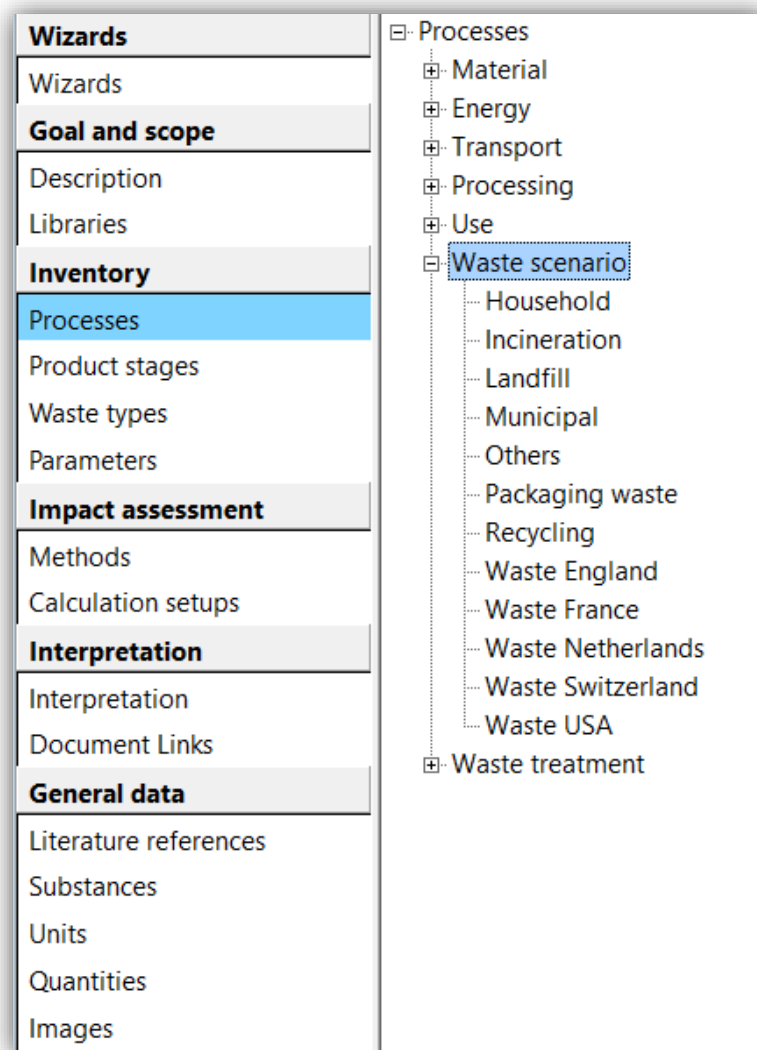 Wizards
Wizards
Goal and scope
Description
Libraries
Inventory
Processes
Product stages
Waste types
Parameters
Impact assessment
Methods
Calculation setups
Interpretation
Interpretation
Document Links
General data
Literature references
Substances
Units
Quantities
Images
Processes
Material
Energy
Transport
Processing
Use
Waste scenario
Household
Incineration
Landfill
Municipal
Others
Packaging waste
Recycling
Waste England
Waste France
Waste Netherlands
Waste Switzerland
Waste USA
Waste treatment